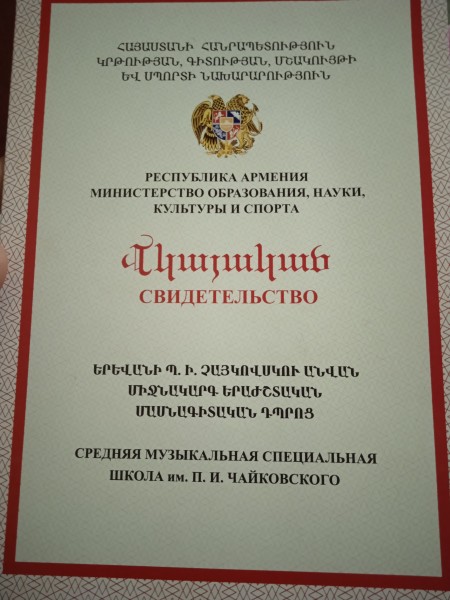 ՀԱՅԱՍՏԱՆԻ ՀԱՆՐԱՊԵՏՈՒԹՅՈՒՆ
ԿՐԹՈՒԹՅԱՆ, ԳԻՏՈՒԹՅԱՆ, ՄՇԱԿՈՒՅԹԻ
ԵՎ ՍՊՈՐՏԻ ՆԱԽԱՐԱՐՈՒԹՅՈՒՆ
РЕСПУБЛИКА АРМЕНИЯ
МИНИСТЕРСТВО ОБРАЗОВАНИЯ, НАУКИ,
КУЛЬТУРЫ И СПОРТА
Վկայական
СВИДЕТЕЛЬСТВО
ԵՐԵՎԱՆԻ Պ. Ի. ՉԱՅԿՈՎՍԿՈՒ ԱՆՎԱՆ
ՄԻՋՆԱԿԱՐԳ ԵՐԱԺՇՏԱԿԱՆ
ՄԱՍՆԱԳԻՏԱԿԱՆ ԴՊՐՈՑ
СРЕДНЯЯ МУЗЫКАЛЬНАЯ СПЕЦИАЛЬНАЯ
ШКОЛА им. П. И. ЧАЙКОВСКОГО